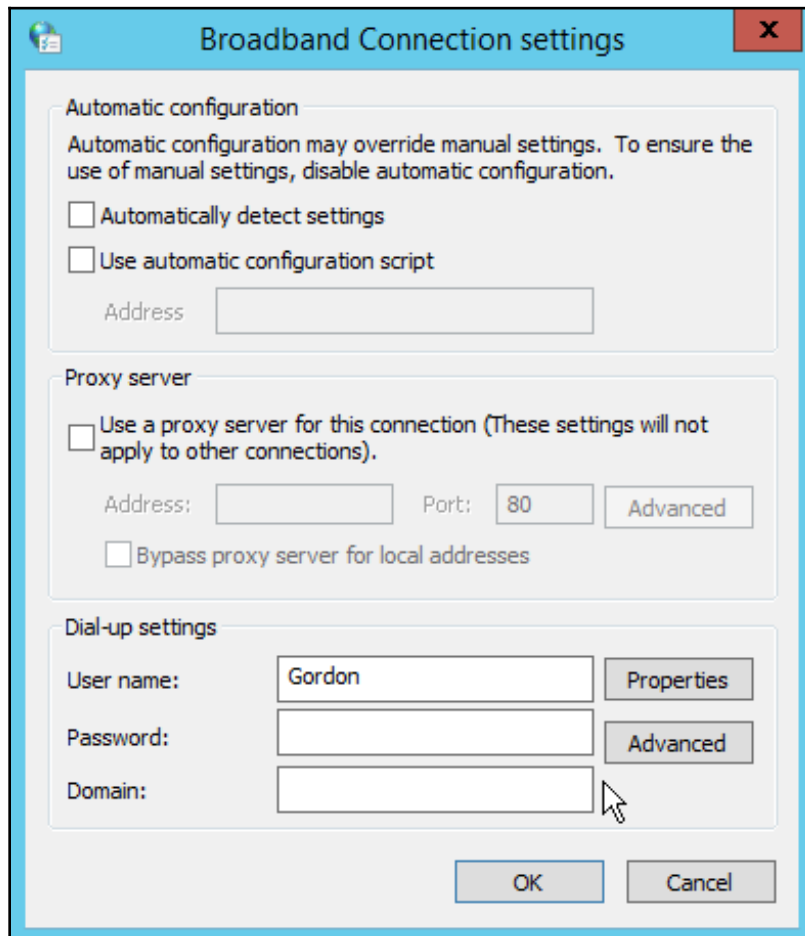 Broadband Connection settings
x
Automatic configuration
Automatic configuration may override manual settings. To ensure the
use of manual settings, disable automatic configuration.
Automatically detect settings
Use automatic configuration script
Address
Proxy server
Use a proxy server for this connection (These settings will not
apply to other connections).
Address: Port: 80 Advanced
Bypass proxy server for local addresses
Dial-up settings
User name: Gordon Properties
Password: Advanced
Domain:
OK Cancel